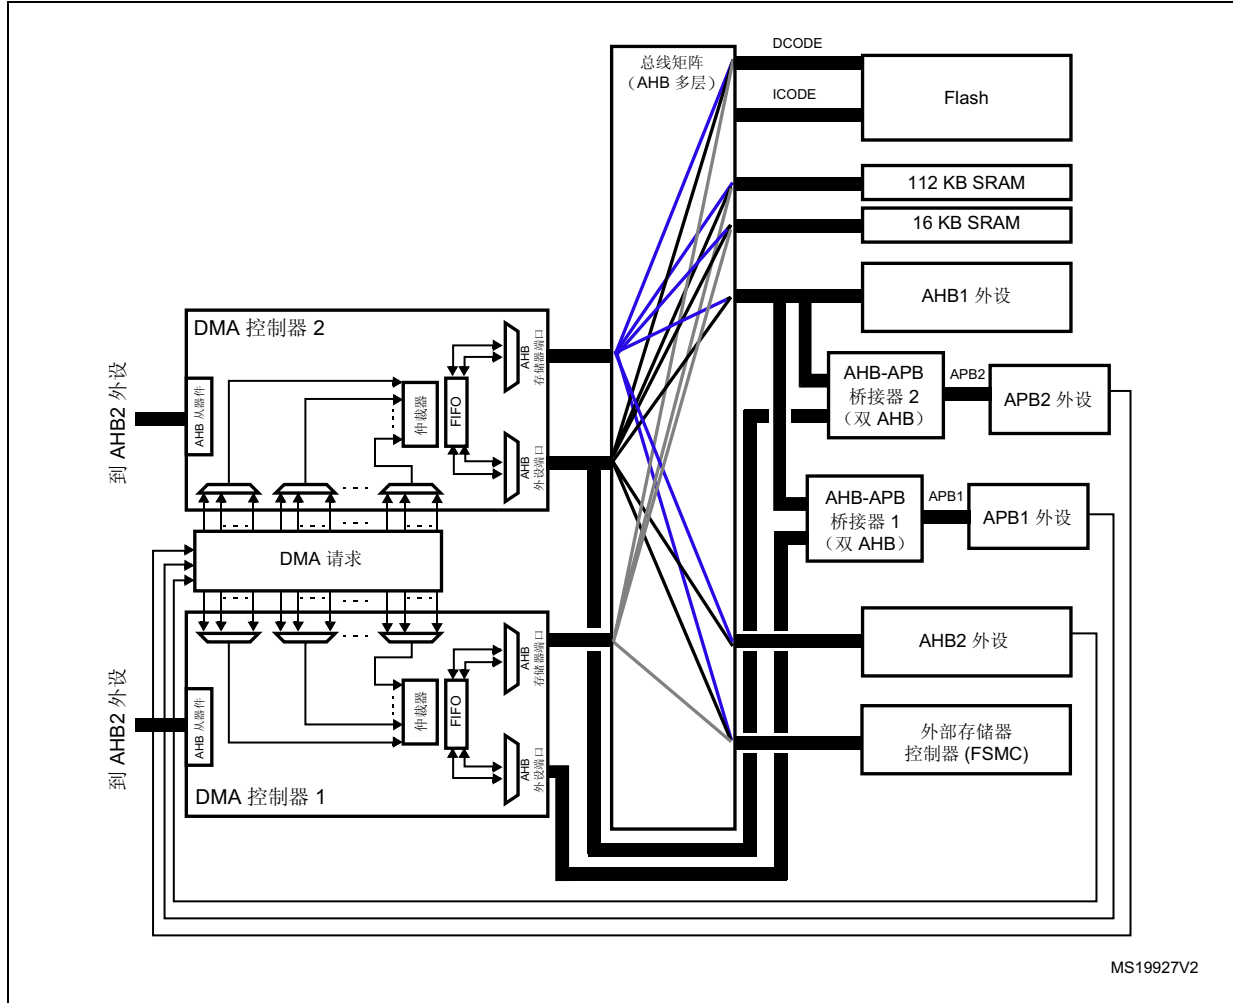 总线矩阵
（AHB 多层）
DCODE
ICODE
Flash
112 KB SRAM
16 KB SRAM
AHB1 外设
DMA 控制器 2
到 AHB2 外设
AHB 从器件
仲裁器
FIFO
AHB
存储器端口
AHB
外设端口
AHB-APB
桥接器 2
（双 AHB）
APB2
APB2 外设
AHB-APB
桥接器 1
（双 AHB）
APB1
APB1 外设
DMA 请求
到 AHB2 外设
AHB 从器件
仲裁器
FIFO
AHB
存储器端口
AHB
外设端口
DMA 控制器 1
AHB2 外设
外部存储器
控制器 (FSMC)
MS19927V2